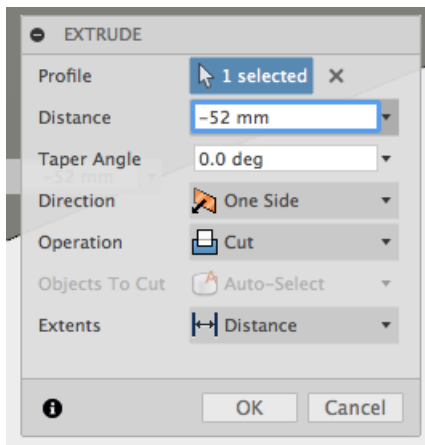 EXTRUDE
Profile 1 selected
Distance -52 mm
Taper Angle 0.0 deg
-52 mm
Direction One Side
Operation Cut
Objects To Cut Auto-Select
Extents Distance
OK Cancel